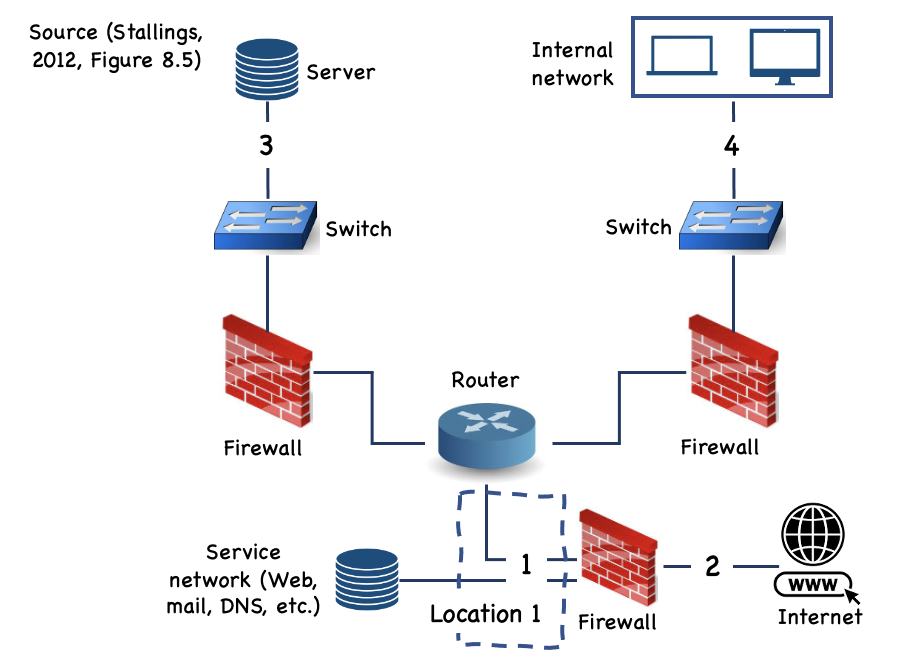 Source (Stallings,
2012, Figure 8.5)
Server
Internal
network
3
4
Switch
Switch
Router
Firewall
Firewall
Service
network (Web,
mail, DNS, etc.)
1
2
Location 1
Firewall
WWW
Internet